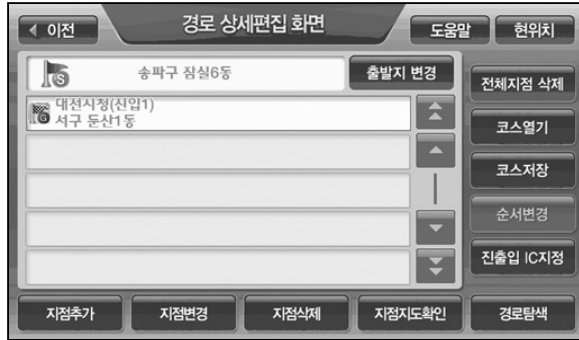 이전
경로 상세편집 화면
도움말
현위치
S
송파구 잠실6동
출발지 변경
전체지점 삭제
G
대전시청(진입1)
서구 둔산1동
코스열기
코스저장
순서변경
진출입 IC지정
지점추가
지점변경
지점삭제
지점지도확인
경로탐색